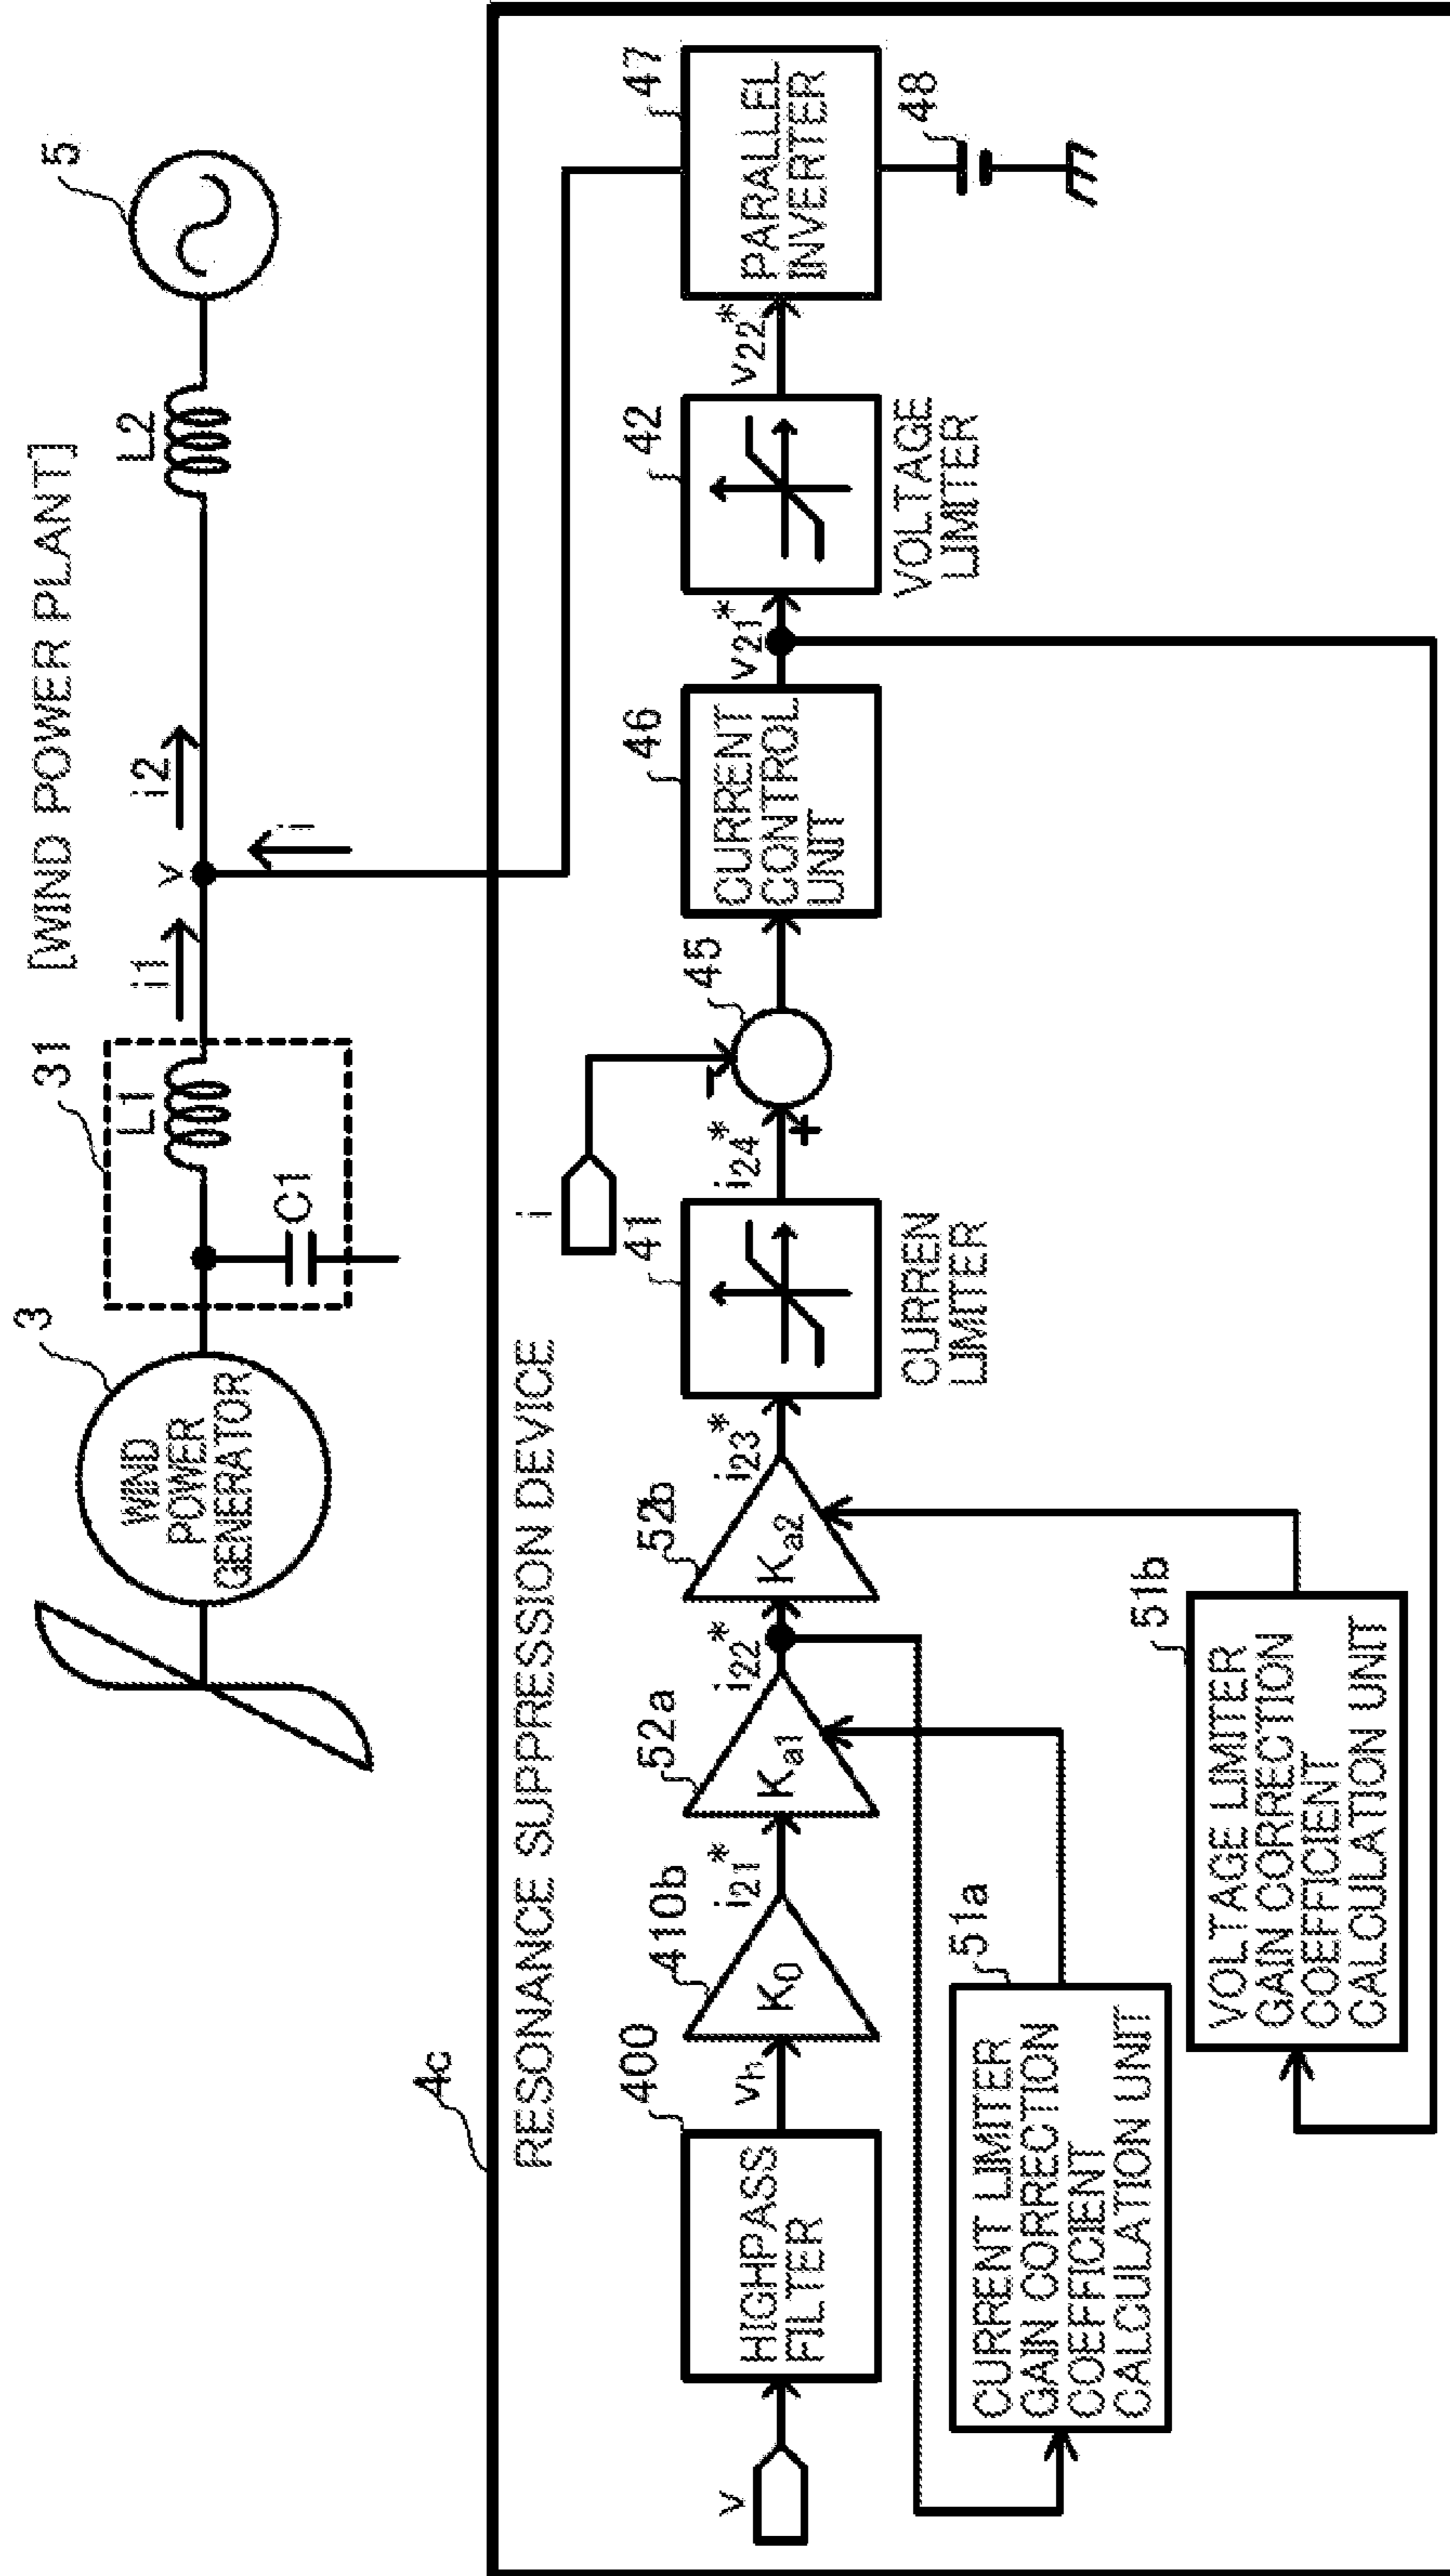 [WIND POWER PLANT]
3
31
5
WIND
POWER
GENERATOR
L1
C1
i1
v
i2
i
L2
4c
RESONANCE SUPPRESSION DEVICE
v
HIGHPASS
FILTER
400
vh
410b
K0
i21*
52a
Ka1
i22*
52b
Ka2
i23*
41
CURREN
LIMITER
i24*
i
+
-
45
46
CURRENT
CONTROL
UNIT
v21*
42
VOLTAGE
LIMITER
v22*
47
PARALLEL
INVERTER
48
51a
CURRENT LIMITER
GAIN CORRECTION
COEFFICIENT
CALCULATION UNIT
51b
VOLTAGE LIMITER
GAIN CORRECTION
COEFFICIENT
CALCULATION UNIT